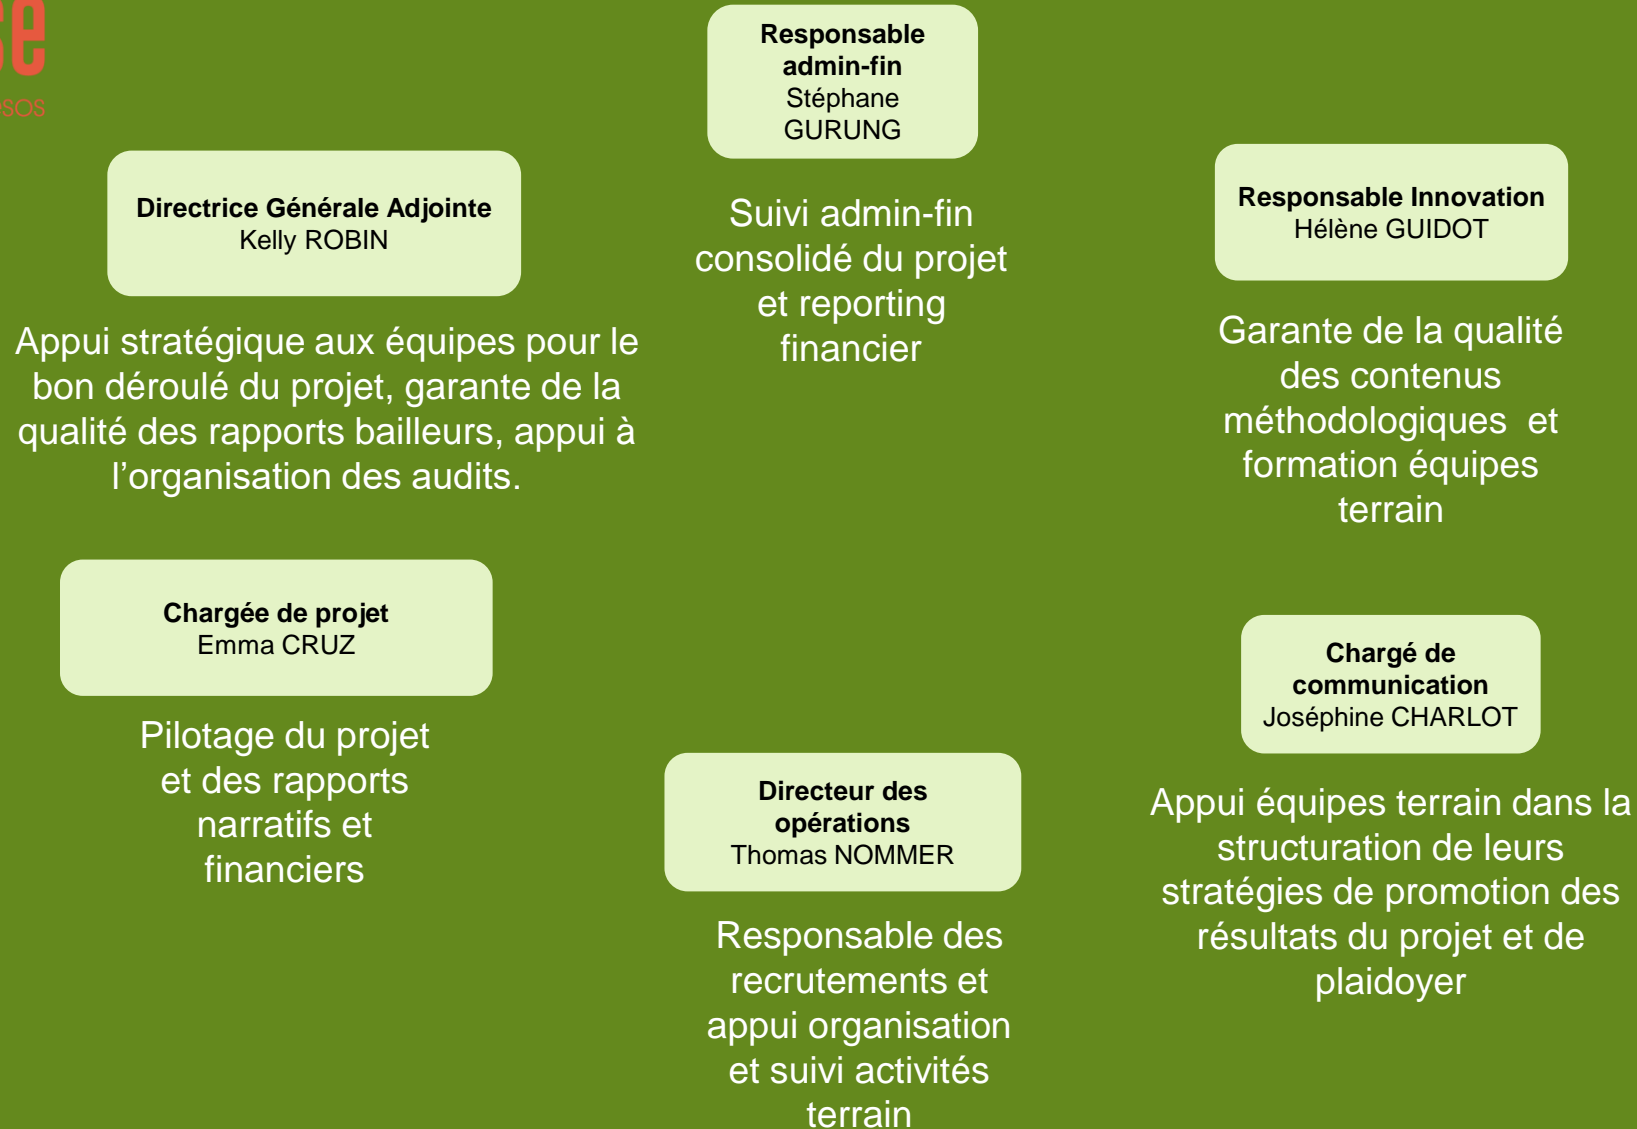 se
SOS
Responsable
admin-fin
Stéphane
GURUNG
Suivi admin-fin
consolidé du projet
et reporting
financier
Directrice Générale Adjointe
Kelly ROBIN
Appui stratégique aux équipes pour le
bon déroulé du projet, garante de la
qualité des rapports bailleurs, appui à
l’organisation des audits.
Responsable Innovation
Hélène GUIDOT
Garante de la qualité
des contenus
méthodologiques  et
formation équipes
terrain
Chargée de projet
Emma CRUZ
Pilotage du projet
et des rapports
narratifs et
financiers
Directeur des
opérations
Thomas NOMMER
Responsable des
recrutements et
appui organisation
et suivi activités
terrain
Chargé de
communication
Joséphine CHARLOT
Appui équipes terrain dans la
structuration de leurs
stratégies de promotion des
résultats du projet et de
plaidoyer